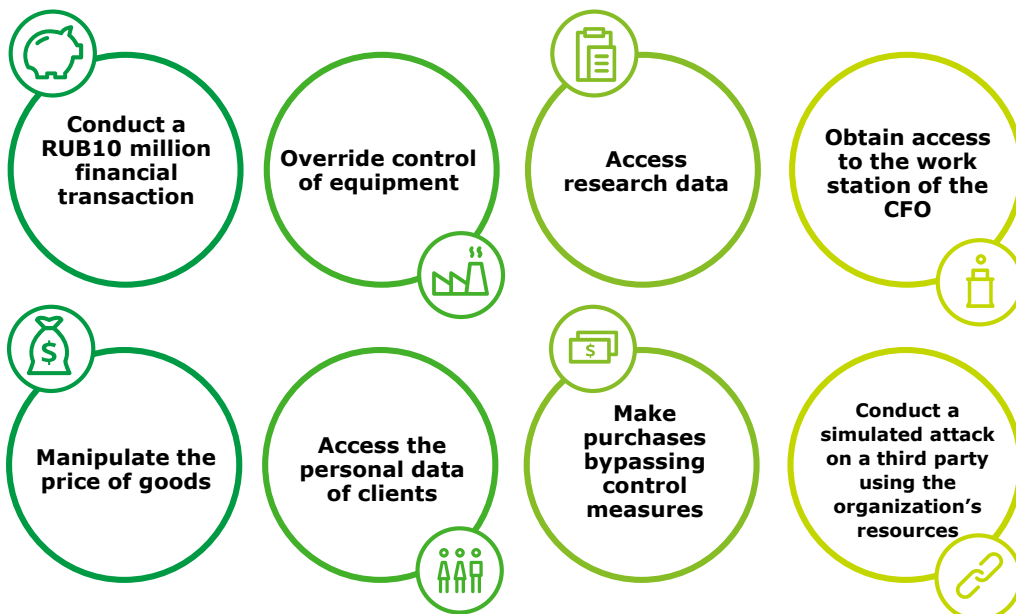 Conduct a
RUB10 million
financial
transaction
Override control
of equipment
Access
research data
Obtain access
to the work
station of the
CFO
$
Manipulate the
price of goods
Access the
personal data
of clients
$
Make
purchases
bypassing
control
measures
Conduct a
simulated attack
on a third party
using the
organization’s
resources